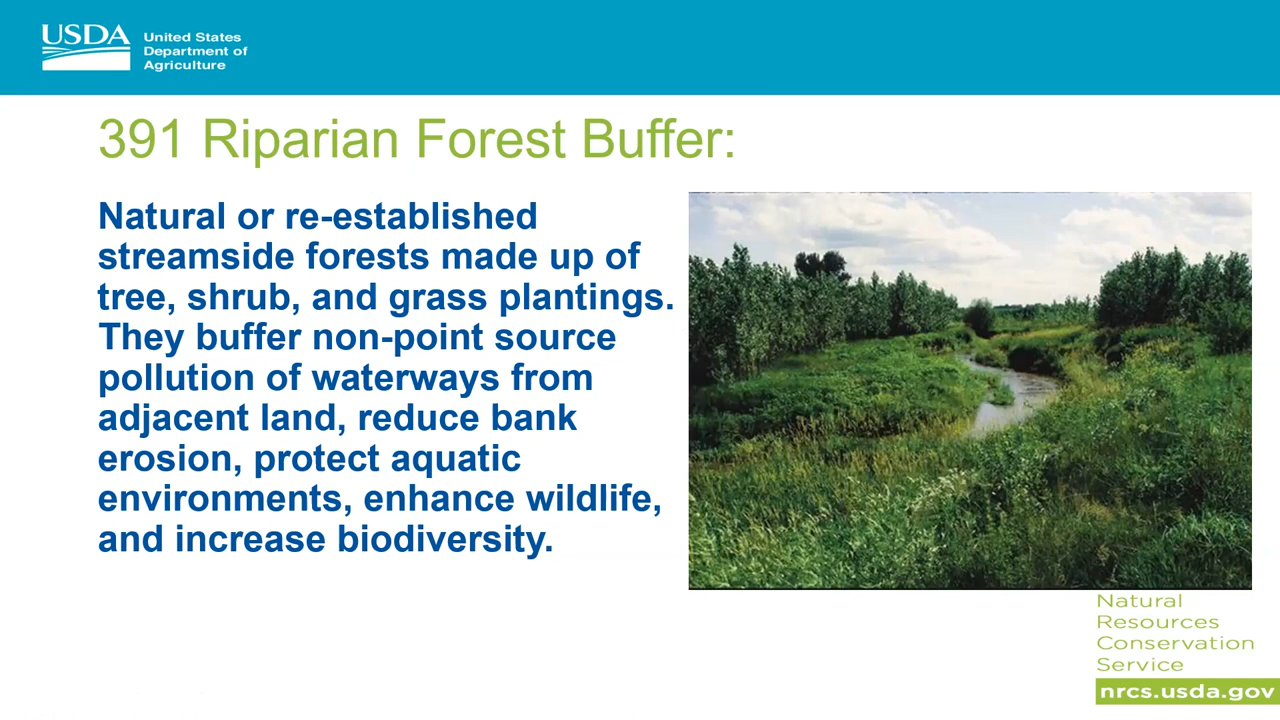 USDA
United States
Department of
Agriculture
391 Riparian Forest Buffer:
Natural or re-established
streamside forests made up of
tree, shrub, and grass plantings.
They buffer non-point source
pollution of waterways from
adjacent land, reduce bank
erosion, protect aquatic
environments, enhance wildlife,
and increase biodiversity.
Natural
Resources
Conservation
Service
nrcs.usda.gov